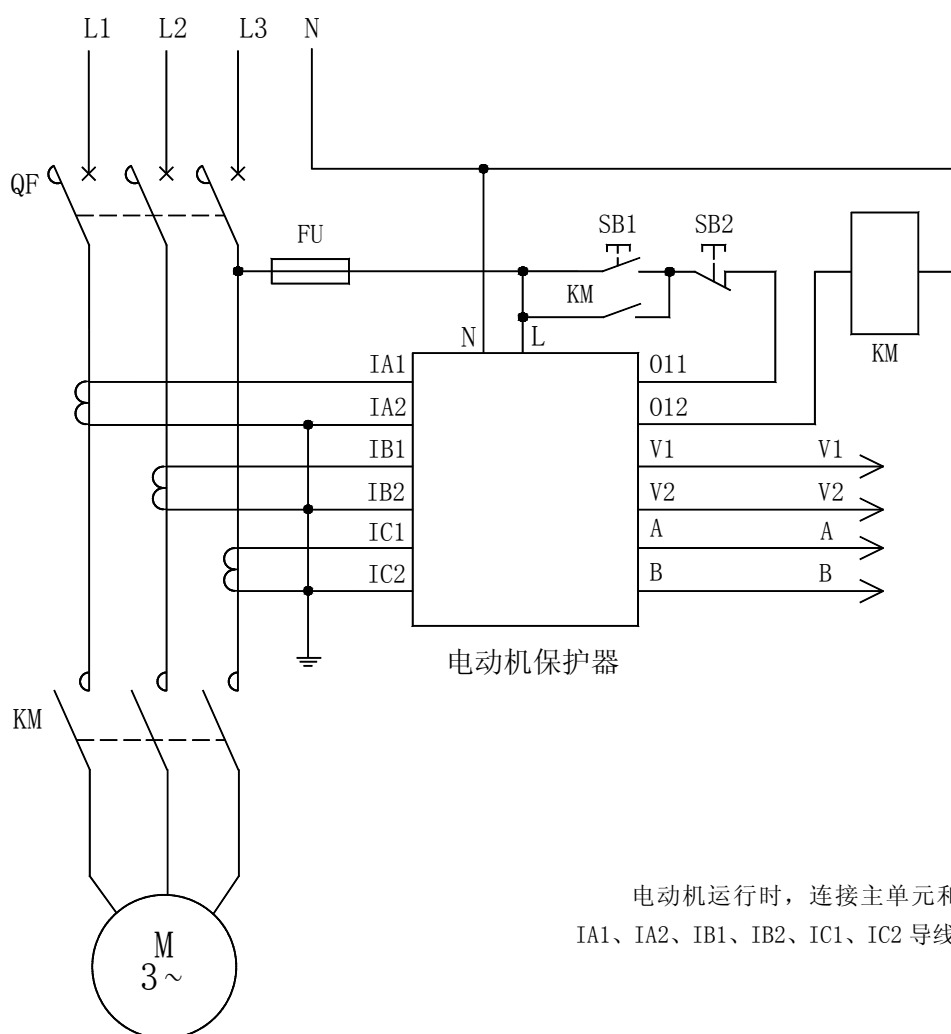 L1 L2 L3 N
QF
FU
SB1 SB2
KM
KM
N L
IA1 O11
IA2 O12
IB1 V1 V1
IB2 V2 V2
IC1 A A
IC2 B B
电动机保护器
KM
M
3~
电动机运行时，连接主单元和
IA1、IA2、IB1、IB2、IC1、IC2 导线